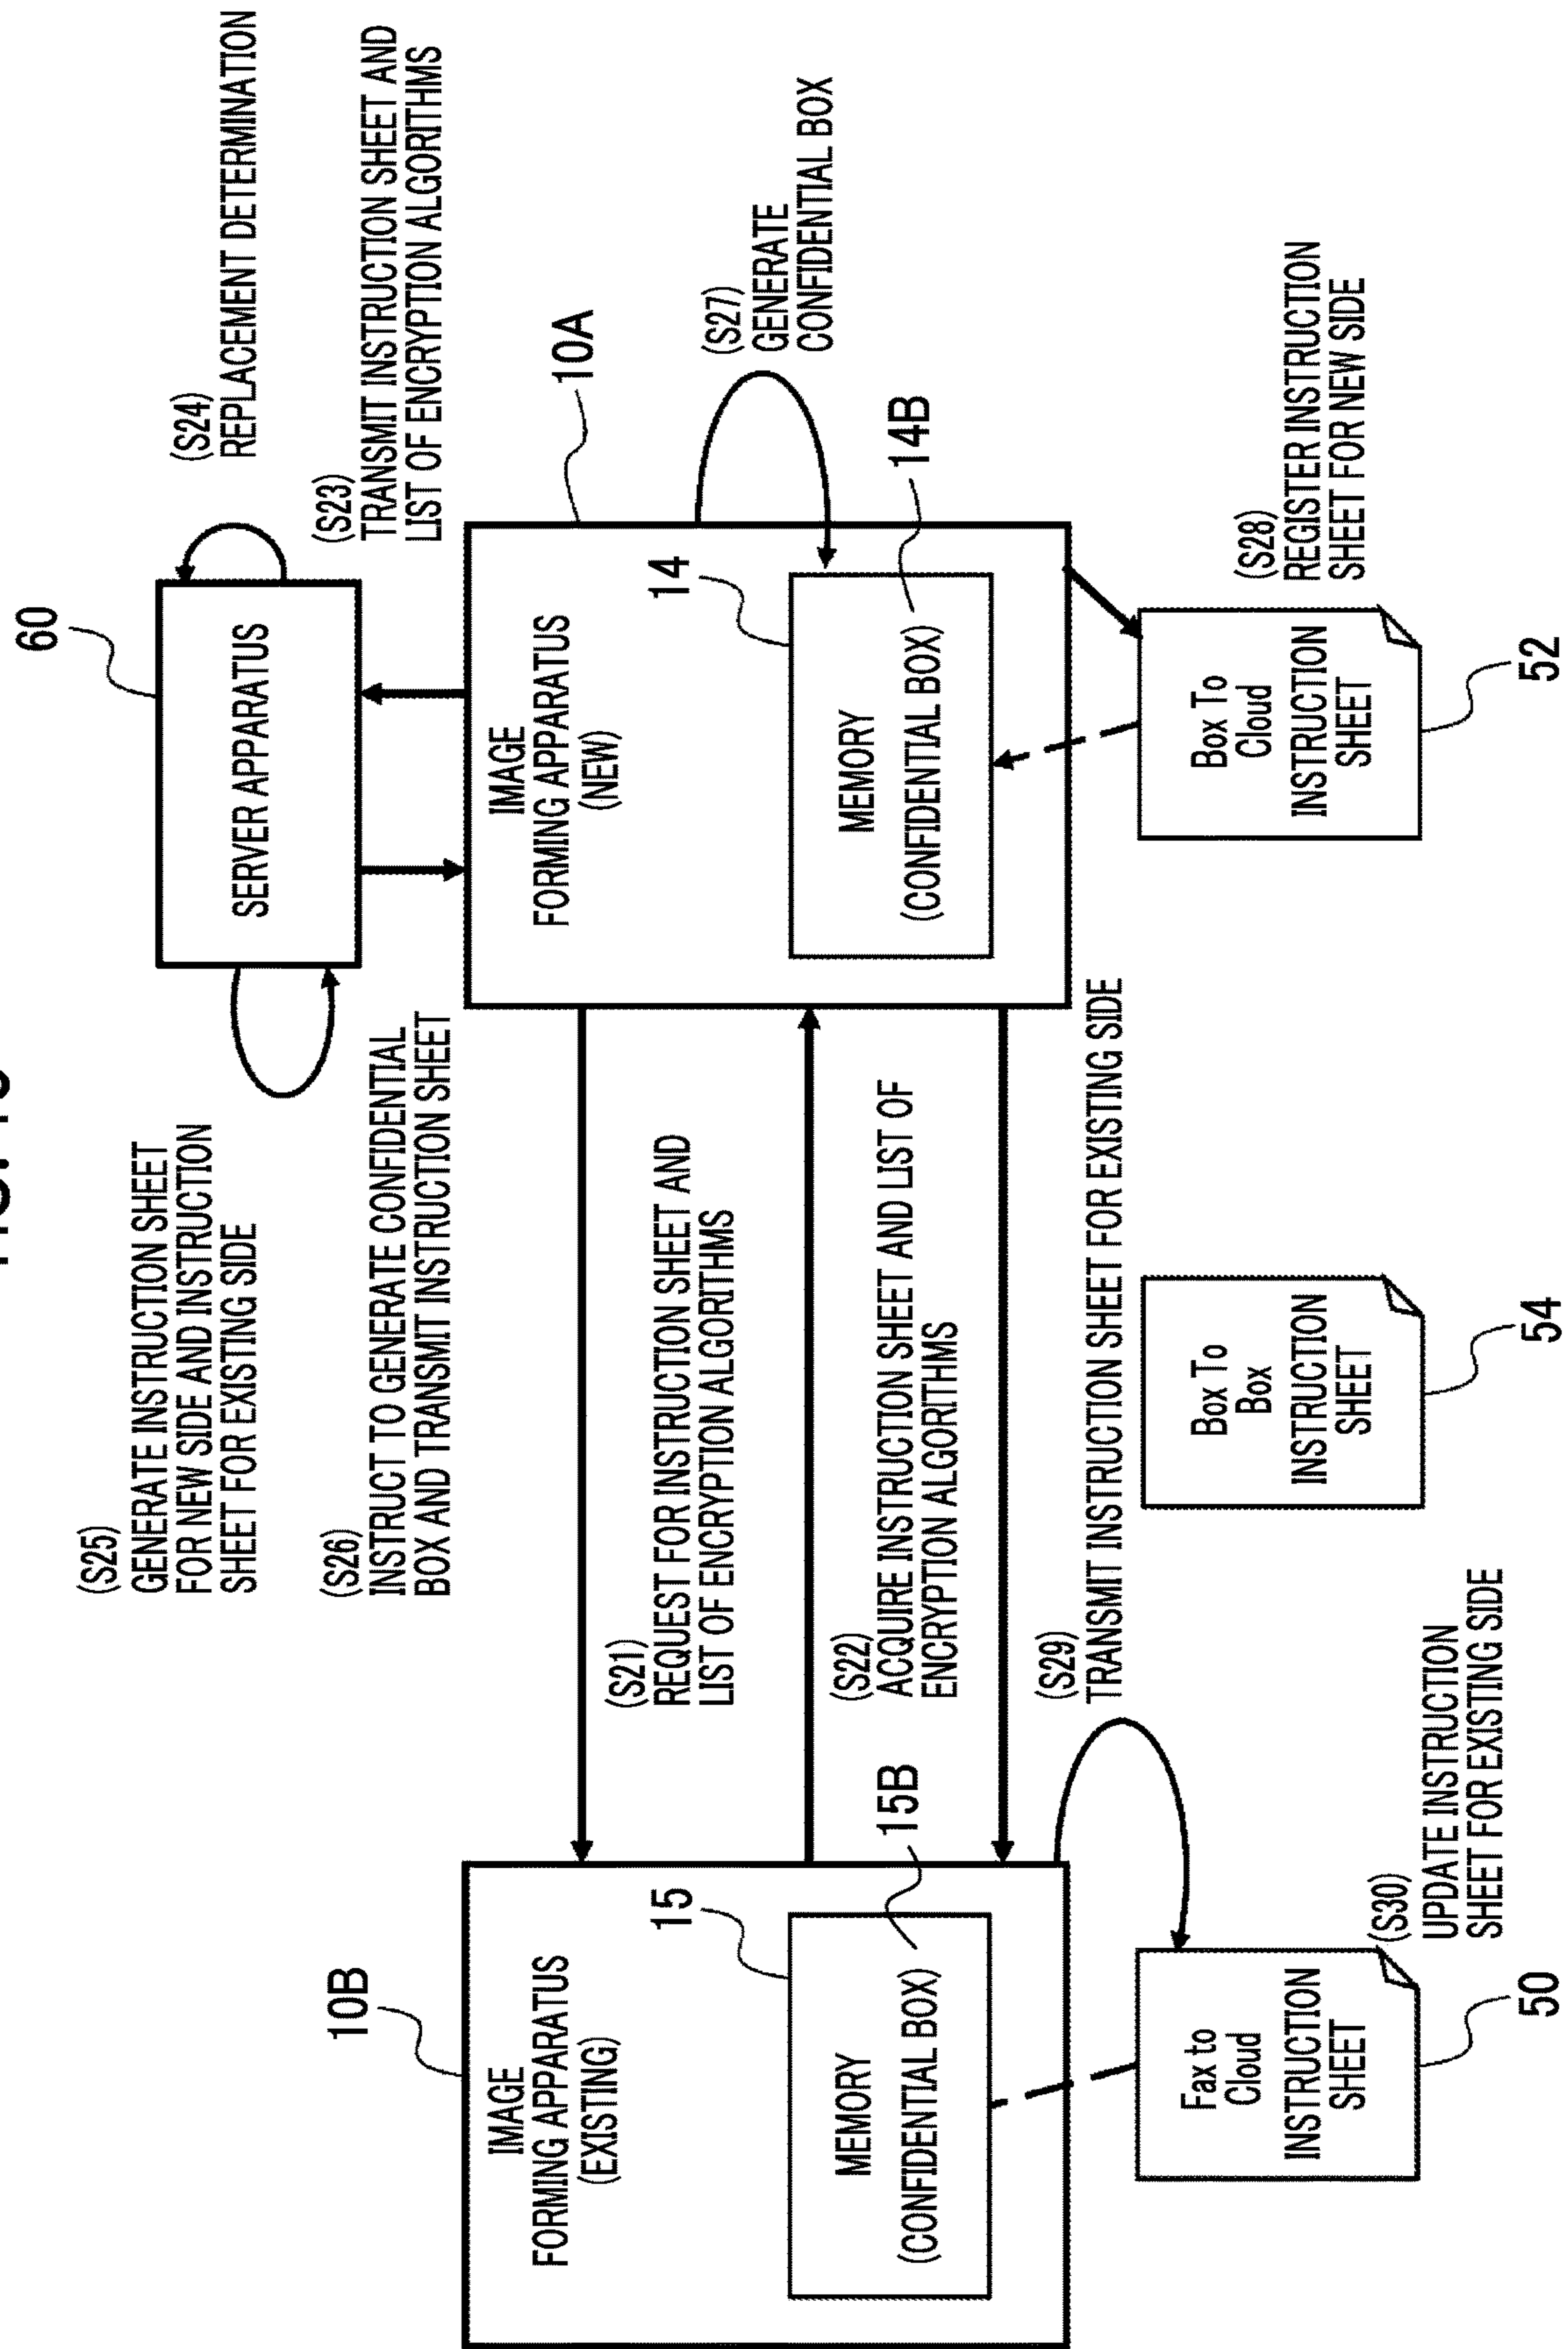 60
SERVER APPARATUS
(S24)
REPLACEMENT DETERMINATION
(S23)
TRANSMIT INSTRUCTION SHEET AND
LIST OF ENCRYPTION ALGORITHMS
(S25)
GENERATE INSTRUCTION SHEET
FOR NEW SIDE AND INSTRUCTION
SHEET FOR EXISTING SIDE
(S26)
INSTRUCT TO GENERATE CONFIDENTIAL
BOX AND TRANSMIT INSTRUCTION SHEET
10B
IMAGE
FORMING APPARATUS
(EXISTING)
15
MEMORY
(CONFIDENTIAL BOX)
15B
(S21)
REQUEST FOR INSTRUCTION SHEET AND
LIST OF ENCRYPTION ALGORITHMS
(S22)
ACQUIRE INSTRUCTION SHEET AND LIST OF
ENCRYPTION ALGORITHMS
(S29)
TRANSMIT INSTRUCTION SHEET FOR EXISTING SIDE
10A
IMAGE
FORMING APPARATUS
(NEW)
14
MEMORY
(CONFIDENTIAL BOX)
14B
(S27)
GENERATE
CONFIDENTIAL BOX
Fax to
Cloud
INSTRUCTION
SHEET
50
(S30)
UPDATE INSTRUCTION
SHEET FOR EXISTING SIDE
Box To
Box
INSTRUCTION
SHEET
54
Box To
Cloud
INSTRUCTION
SHEET
52
(S28)
REGISTER INSTRUCTION
SHEET FOR NEW SIDE